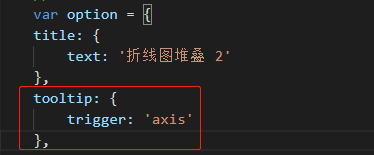 var option = {
title: {
text: '折线图堆叠 2'
},
tooltip: {
trigger: 'axis'
},